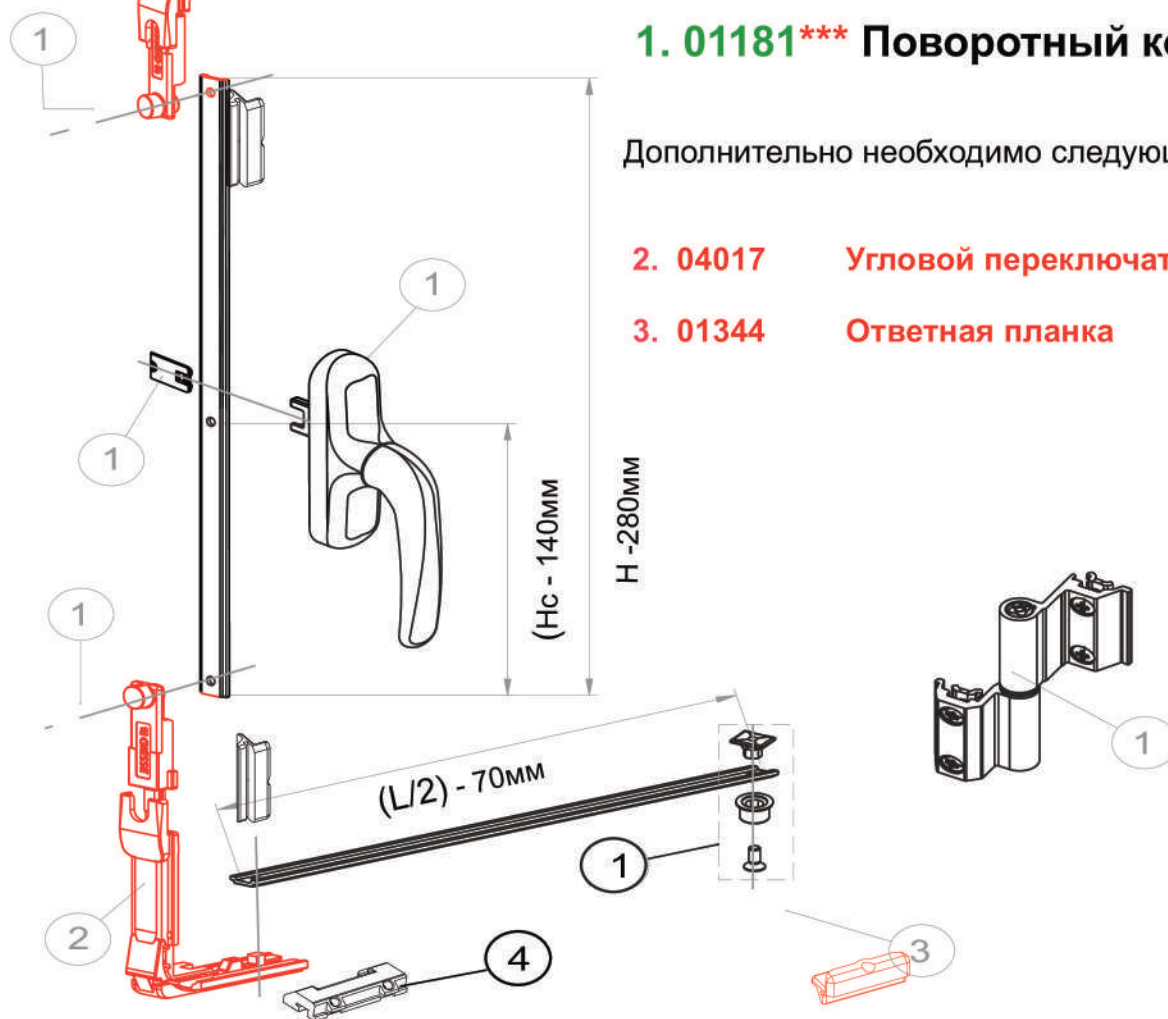 1
1. 01181*** Поворотный к
Дополнительно необходимо следую
2. 04017 Угловой переключат
3. 01344 Ответная планка
1
1
(Hc - 140мм
H -280мм
1
1
(L/2) - 70мм
1
2
4
3